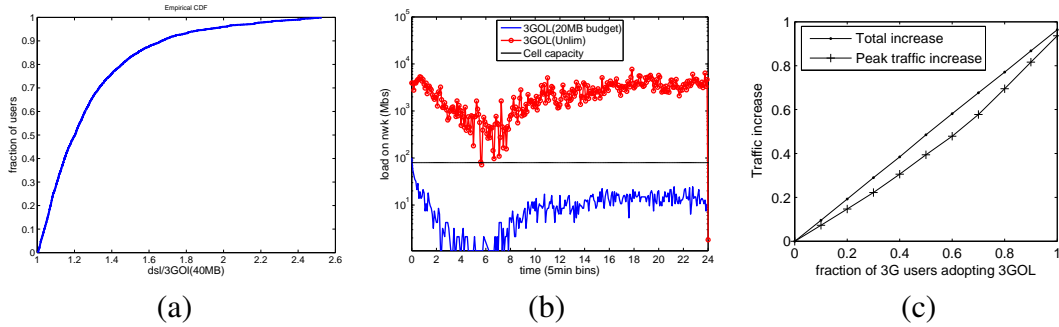 Empirical CDF
fraction of users
1
0.9
0.8
0.7
0.6
0.5
0.4
0.3
0.2
0.1
0
1 1.2 1.4 1.6 1.8 2 2.2 2.4 2.6
dsl/3GOl(40MB)
(a)
load on nwk (Mbs)
10^5
10^4
10^3
10^2
10^1
3GOL(20MB budget)
3GOL(Unlim)
Cell capacity
0 2 4 6 8 10 12 14 16 18 20 22 24
time (5min bins)
(b)
Traffic increase
1
0.8
0.6
0.4
0.2
0
Total increase
Peak traffic increase
0 0.2 0.4 0.6 0.8 1
fraction of 3G users adopting 3GOL
(c)